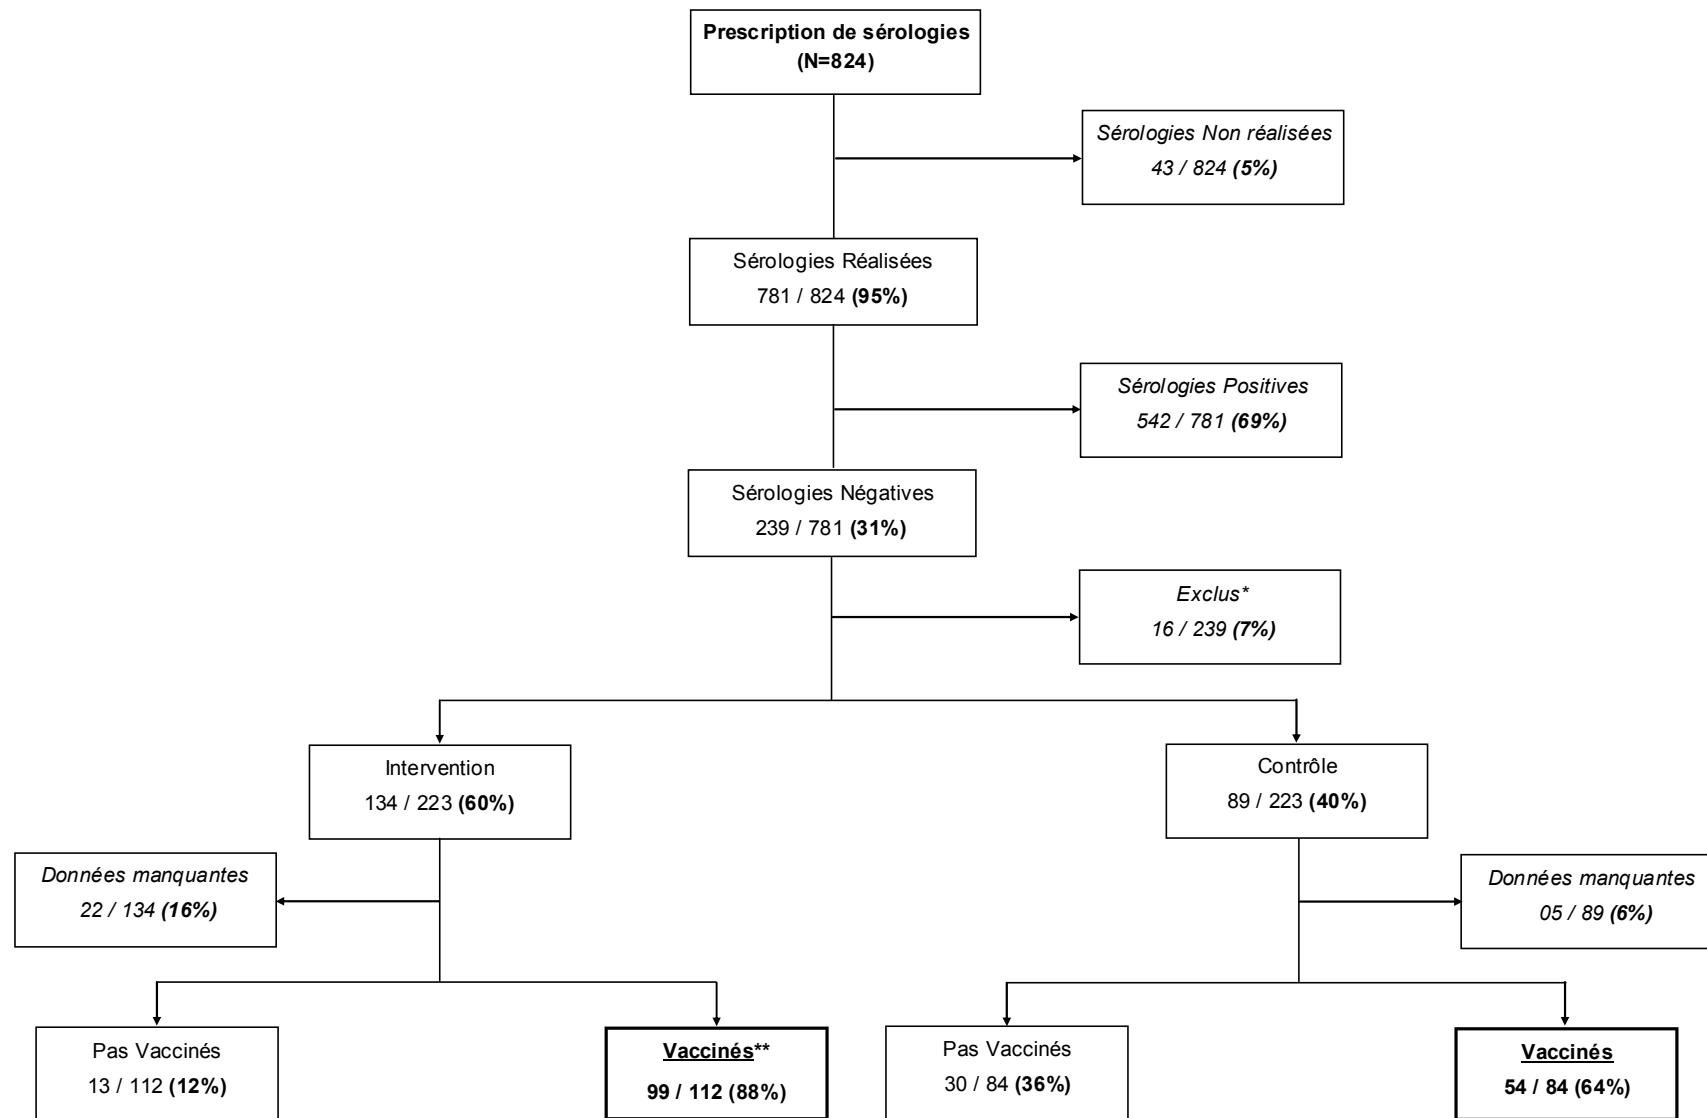 Prescription de sérologies
(N=824)
Sérologies Non réalisées
43 / 824 (5%)
Sérologies Réalisées
781 / 824 (95%)
Sérologies Positives
542 / 781 (69%)
Sérologies Négatives
239 / 781 (31%)
Exclus*
16 / 239 (7%)
Intervention
134 / 223 (60%)
Contrôle
89 / 223 (40%)
Données manquantes
22 / 134 (16%)
Données manquantes
05 / 89 (6%)
Pas Vaccinés
13 / 112 (12%)
Vaccinés**
99 / 112 (88%)
Pas Vaccinés
30 / 84 (36%)
Vaccinés
54 / 84 (64%)